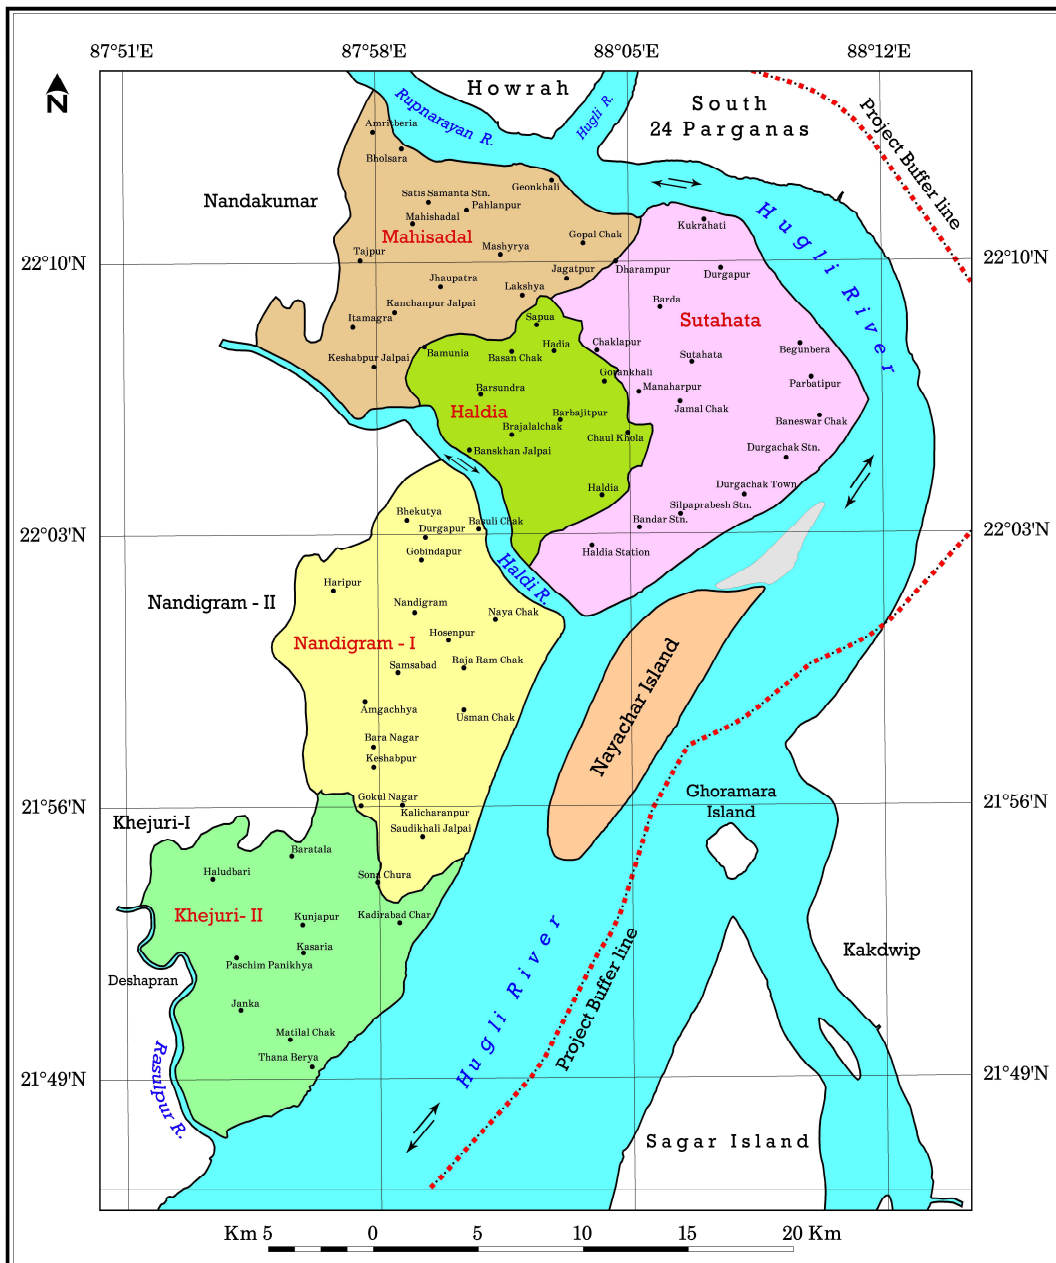 87°51'E
87°58'E
88°05'E
88°12'E
N
Howrah
Rupnarayan R.
Hugli R.
South
24 Parganas
Project Buffer line
Amritberia
Bholsara
Nandakumar
Geonkhali
Satis Samanta Stn.
Pahlanpur
Mahishadal
Mahisadal
Kukrahati
Hugli River
Gopal Chak
Mashyrya
Tajpur
22°10'N
22°10'N
Jagatpur
Dharampur
Durgapur
Jhaupatra
Lakshya
Kanchanpur Jalpai
Barda
Itamagra
Sapua
Sutahata
Keshabpur Jalpai
Bamunia
Basan Chak
Hadia
Chaklapur
Sutahata
Begunbera
Gorankhali
Manaharpur
Parbatipur
Barsundra
Haldia
Barbajitpur
Jamal Chak
Baneswar Chak
Brajalalchak
Chaul Khola
Banskhan Jalpai
Durgachak Stn.
Haldia
Durgachak Town
Silpaprabesh Stn.
Bandar Stn.
Bhekutya
Durgapur
Basuli Chak
22°03'N
22°03'N
Gobindapur
Haldia Station
Haldi R.
Haripur
Nandigram - II
Nandigram
Naya Chak
Hosenpur
Nandigram - I
Samsabad
Raja Ram Chak
Nayachar Island
Amgachhya
Usman Chak
Bara Nagar
Keshabpur
Ghoramara
Island
21°56'N
21°56'N
Gokul Nagar
Kalicharanpur
Khejuri-I
Saudikhali Jalpai
Baratala
Haludbari
Sona Chura
Khejuri- II
Kunjapur
Kadirabad Char
Hugli River
Project Buffer line
Kakdwip
Kasaria
Paschim Panikhya
Deshapran
Janka
Matilal Chak
Thana Berya
21°49'N
21°49'N
Rasulpur R.
Sagar Island
Km 5
0
5
10
15
20 Km